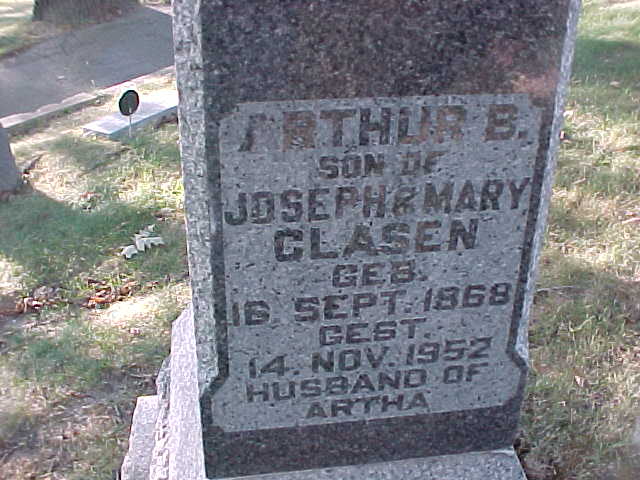 ARTHUR B.
SON OF
JOSEPH & MARY
CLASEN
GEB.
16. SEPT. 1868
GEST.
14. NOV. 1952
HUSBAND OF
ARTHA